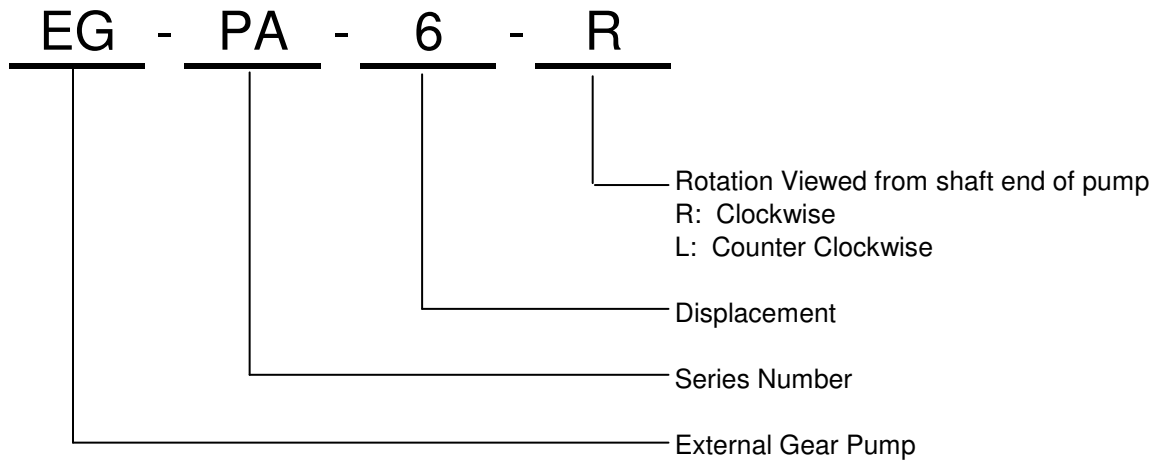 EG - PA - 6 - R
Rotation Viewed from shaft end of pump
R: Clockwise
L: Counter Clockwise
Displacement
Series Number
External Gear Pump